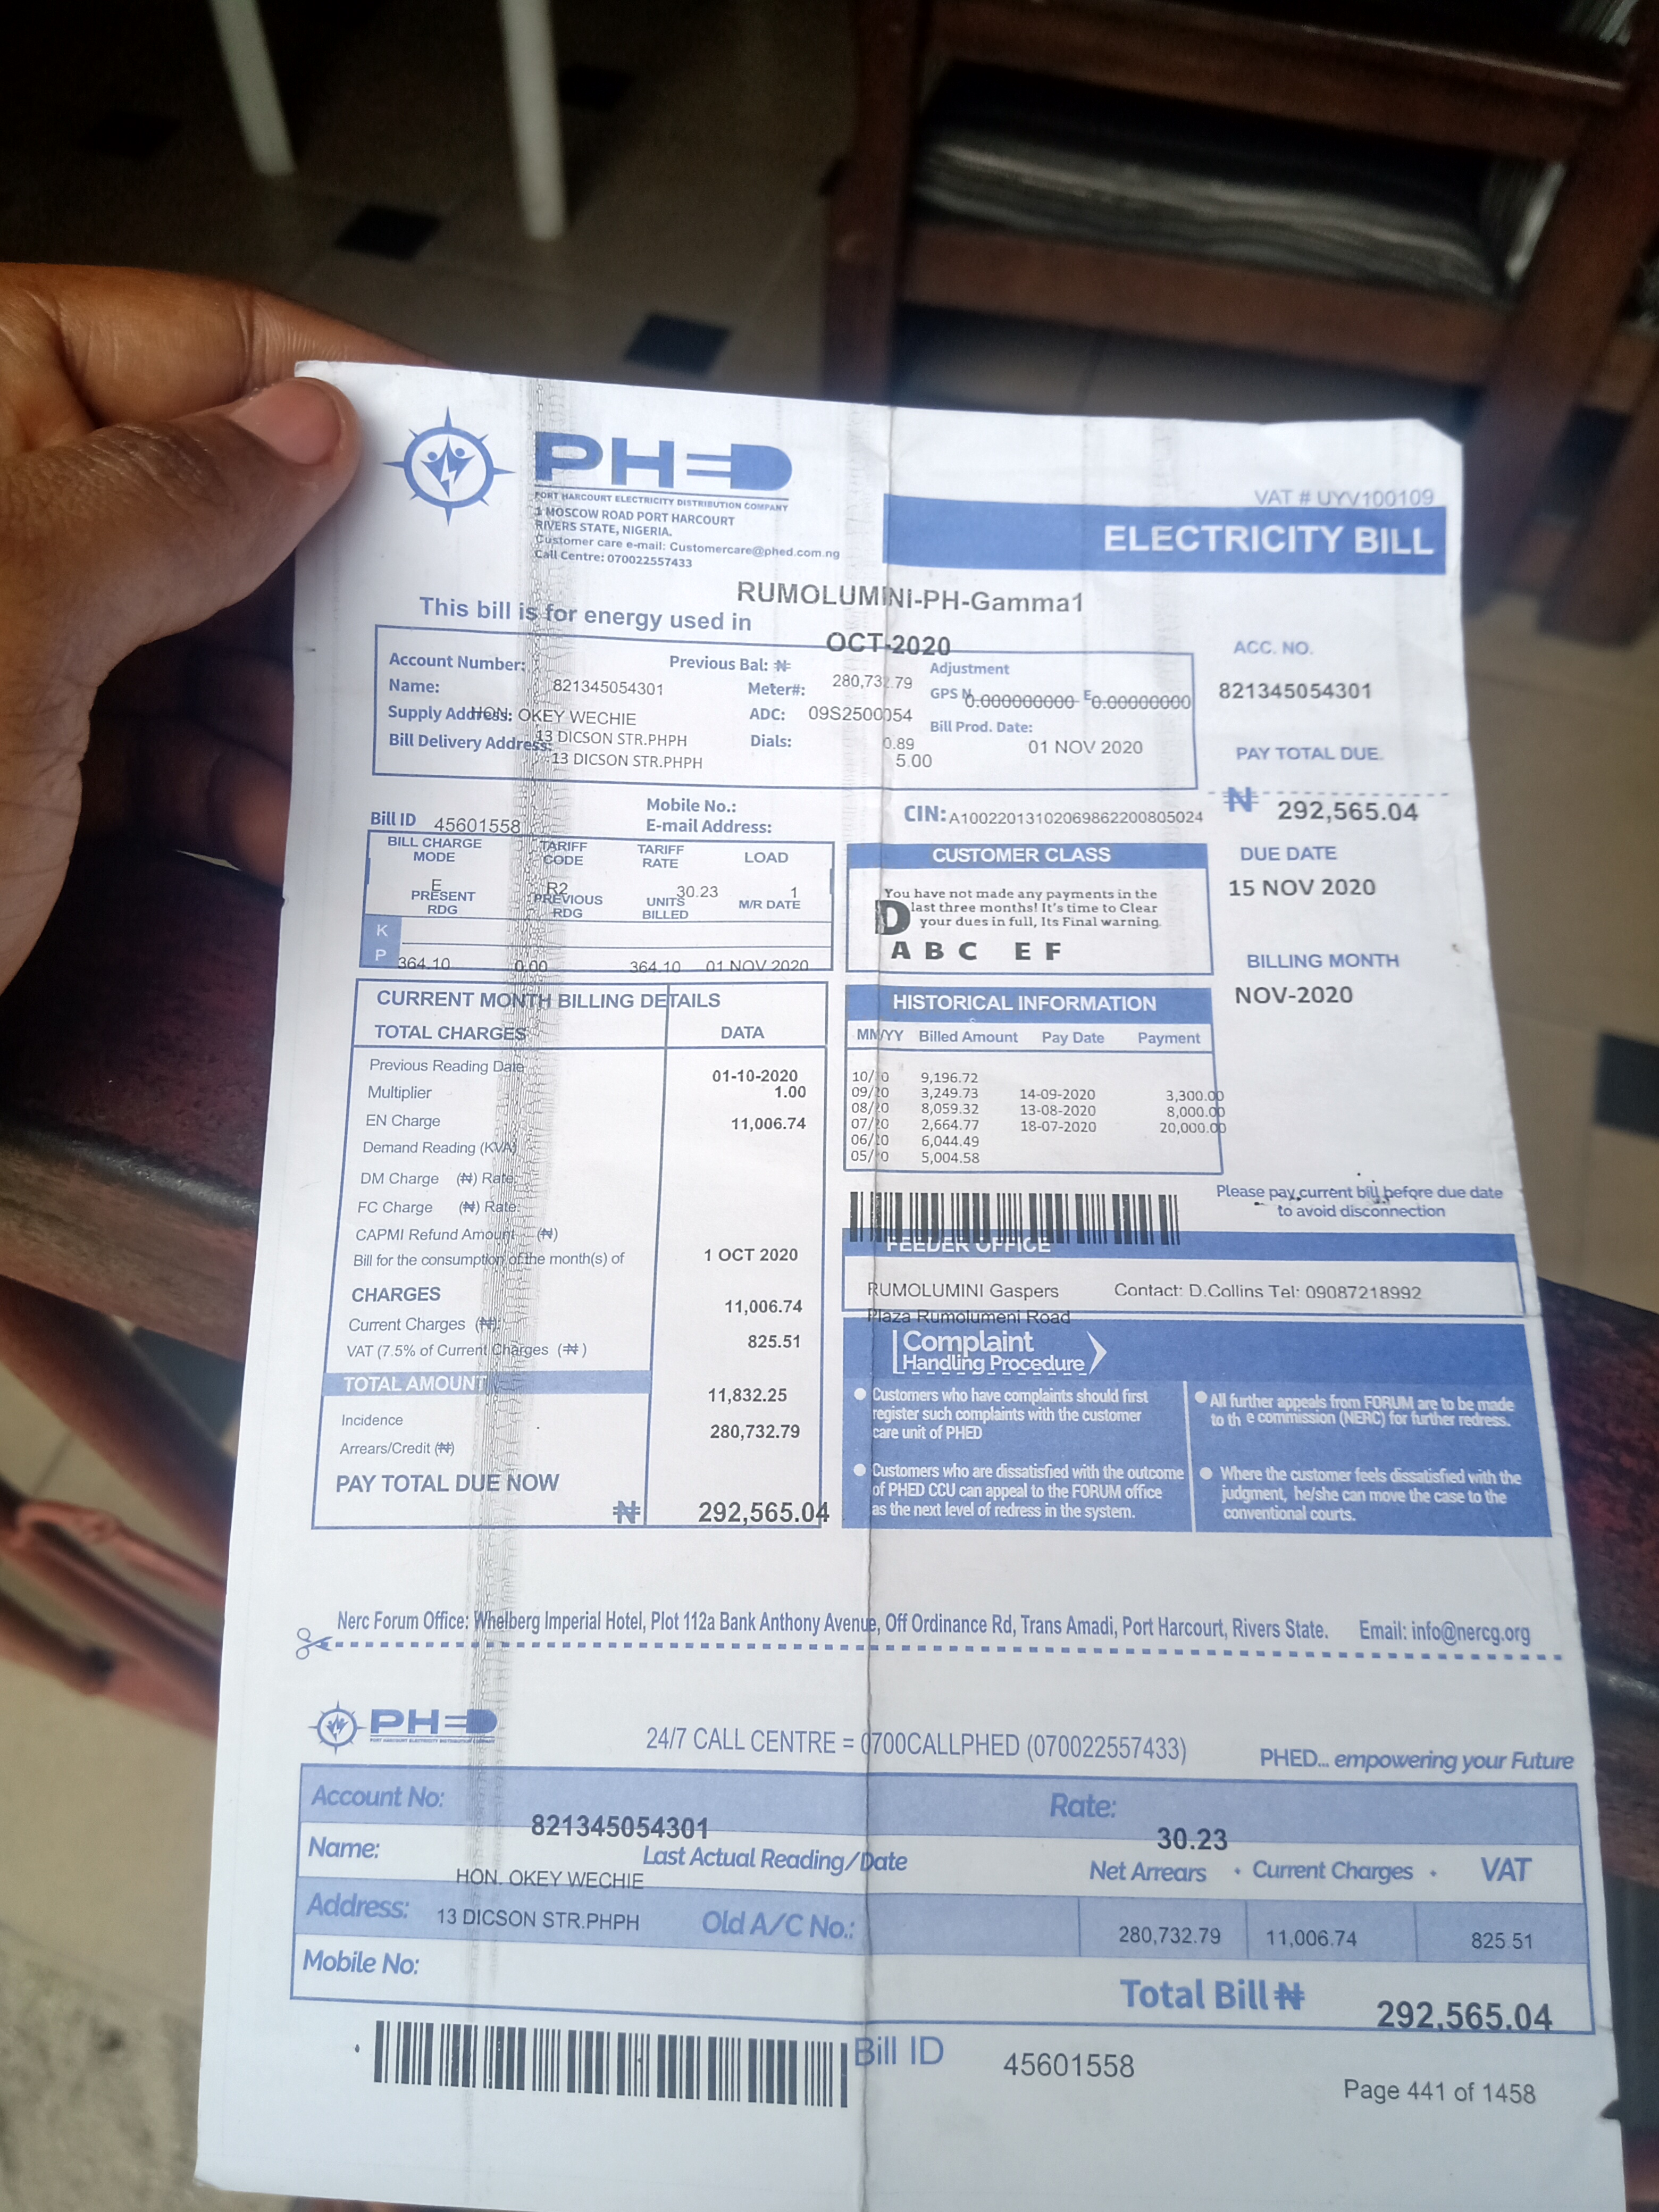 PHED
PORT HARCOURT ELECTRICITY DISTRIBUTION COMPANY
1 MOSCOW ROAD PORT HARCOURT
RIVERS STATE, NIGERIA.
Customer care e-mail: Customercare@phed.com.ng
Call Centre: 070022557433
VAT # UYV100109
ELECTRICITY BILL
RUMOLUMINI-PH-Gamma1
This bill is for energy used in
OCT-2020
Account Number: 821345054301
Name: HON. OKEY WECHIE
Supply Address: 13 DICSON STR.PHPH
Bill Delivery Address: 13 DICSON STR.PHPH
Previous Bal: ₦ 280,732.79
Meter#: 09S2500054
ADC: 0.89
Dials: 5.00
Adjustment
GPS N 0.000000000 E 0.00000000
Bill Prod. Date:
01 NOV 2020
ACC. NO.
821345054301
PAY TOTAL DUE
₦ 292,565.04
DUE DATE
15 NOV 2020
BILLING MONTH
NOV-2020
Bill ID 45601558
Mobile No.:
E-mail Address:
CIN: A10022013102069862200805024
BILL CHARGE MODE TARIFF CODE TARIFF RATE LOAD
E R2 30.23 1
PRESENT RDG PREVIOUS RDG UNITS BILLED M/R DATE
K
P 364.10 0.00 364.10 01 NOV 2020
CUSTOMER CLASS
You have not made any payments in the
last three months! It's time to Clear
your dues in full, Its Final warning.
D
A B C E F
CURRENT MONTH BILLING DETAILS
TOTAL CHARGES DATA
Previous Reading Date 01-10-2020
Multiplier 1.00
EN Charge 11,006.74
Demand Reading (KVA)
DM Charge (₦) Rate:
FC Charge (₦) Rate:
CAPMI Refund Amount (₦)
Bill for the consumption of the month(s) of 1 OCT 2020
CHARGES
Current Charges (₦): 11,006.74
VAT (7.5% of Current Charges (₦) 825.51
TOTAL AMOUNT 11,832.25
Incidence
Arrears/Credit (₦) 280,732.79
PAY TOTAL DUE NOW
₦ 292,565.04
HISTORICAL INFORMATION
MM/YY Billed Amount Pay Date Payment
10/20 9,196.72
09/20 3,249.73 14-09-2020 3,300.00
08/20 8,059.32 13-08-2020 8,000.00
07/20 2,664.77 18-07-2020 20,000.00
06/20 6,044.49
05/20 5,004.58
Please pay current bill before due date
to avoid disconnection
FEEDER OFFICE
RUMOLUMINI Gaspers Contact: D.Collins Tel: 09087218992
Plaza Rumolumeni Road
Complaint
Handling Procedure
Customers who have complaints should first
register such complaints with the customer
care unit of PHED
Customers who are dissatisfied with the outcome
of PHED CCU can appeal to the FORUM office
as the next level of redress in the system.
All further appeals from FORUM are to be made
to th e commission (NERC) for further redress.
Where the customer feels dissatisfied with the
judgment, he/she can move the case to the
conventional courts.
Nerc Forum Office: Whelberg Imperial Hotel, Plot 112a Bank Anthony Avenue, Off Ordinance Rd, Trans Amadi, Port Harcourt, Rivers State. Email: info@nercg.org
PHED
PORT HARCOURT ELECTRICITY DISTRIBUTION COMPANY
24/7 CALL CENTRE = 0700CALLPHED (070022557433)
PHED... empowering your Future
Account No: 821345054301
Rate: 30.23
Name: HON. OKEY WECHIE
Last Actual Reading/Date
Net Arrears Current Charges VAT
Address: 13 DICSON STR.PHPH
Old A/C No.:
280,732.79 11,006.74 825.51
Mobile No:
Total Bill ₦ 292,565.04
Bill ID 45601558
Page 441 of 1458